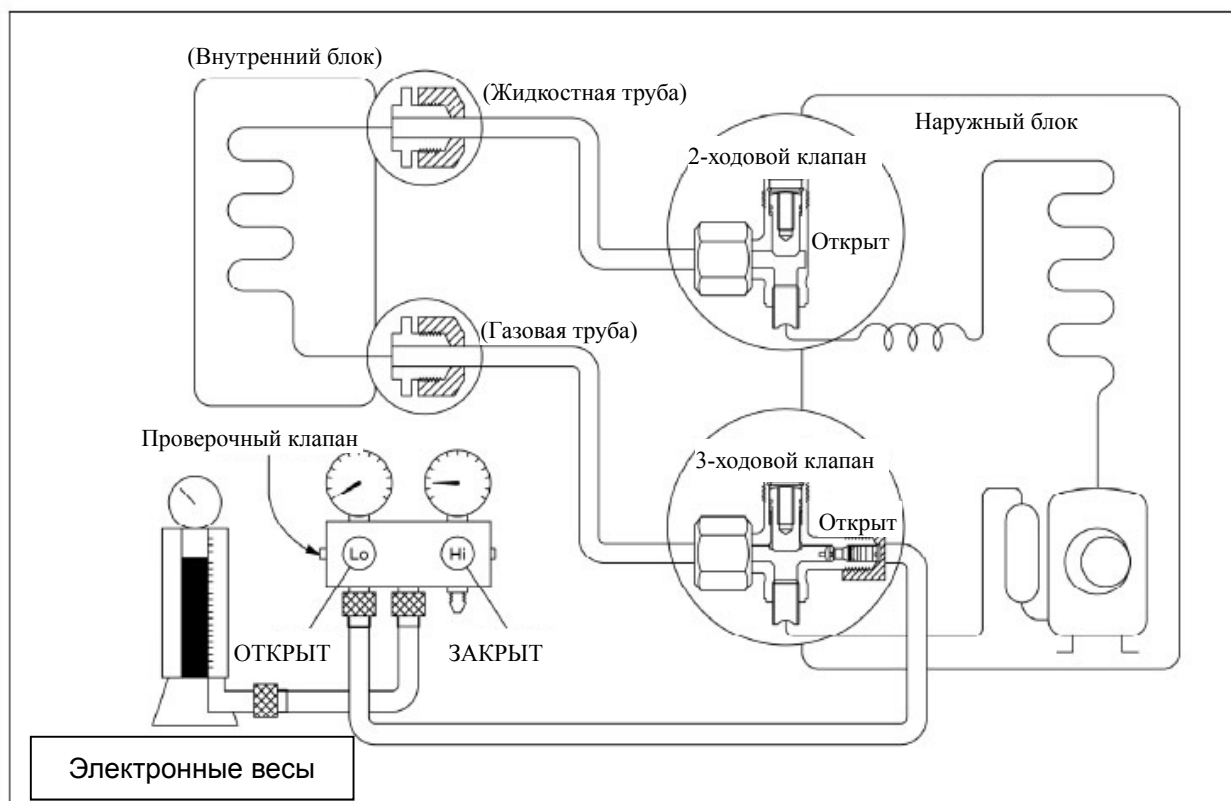 (Внутренний блок)
(Жидкостная труба)
Наружный блок
2-ходовой клапан
Открыт
(Газовая труба)
Проверочный клапан
3-ходовой клапан
Открыт
Lo
Hi
ОТКРЫТ
ЗАКРЫТ
Электронные весы